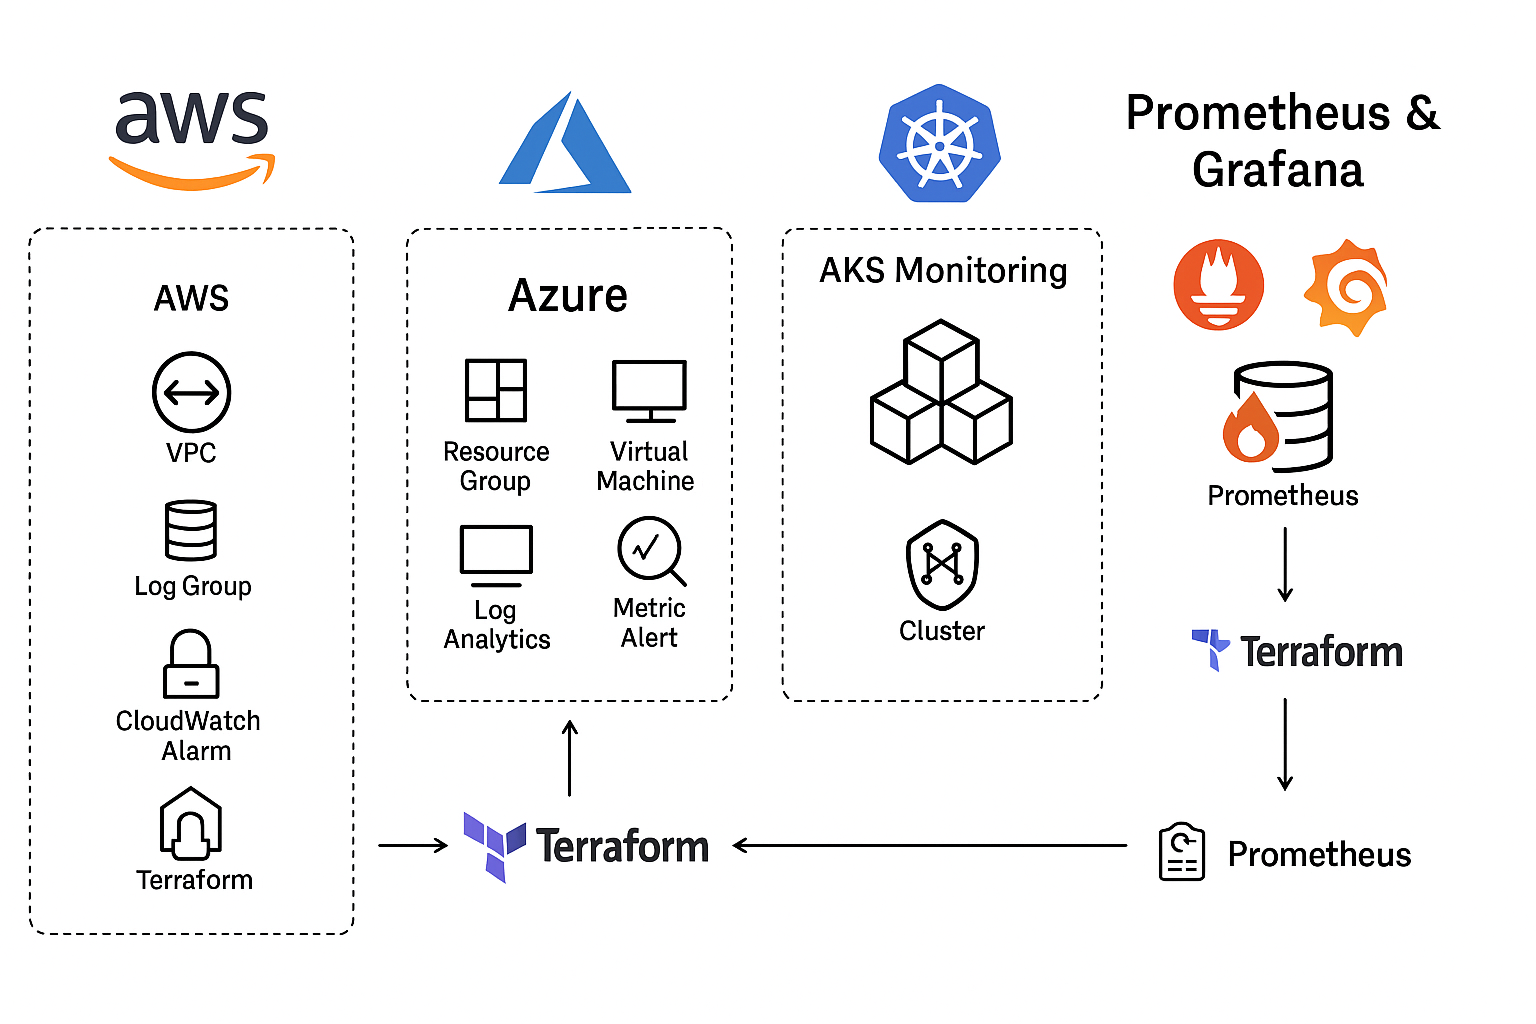 aws
Prometheus &
Grafana
AWS
VPC
Log Group
CloudWatch
Alarm
Terraform
Azure
Resource
Group
Virtual
Machine
Log
Analytics
Metric
Alert
AKS Monitoring
Cluster
Prometheus
Terraform
Terraform
Prometheus